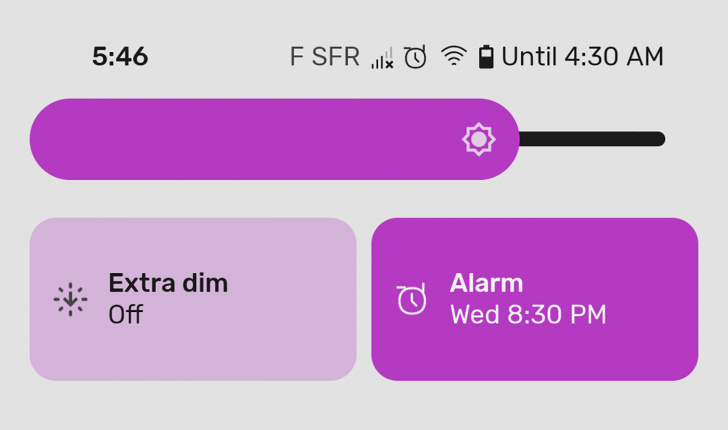 5:46 F SFR Until 4:30 AM
Extra dim
Off
Alarm
Wed 8:30 PM